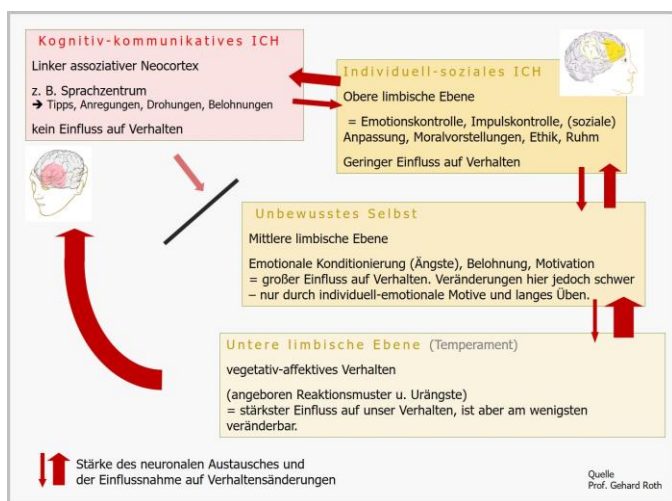 Kognitiv-kommunikatives ICH
Linker assoziativer Neocortex
z. B. Sprachzentrum
➔ Tipps, Anregungen, Drohungen, Belohnungen
kein Einfluss auf Verhalten
Individuell-soziales ICH
Obere limbische Ebene
= Emotionskontrolle, Impulskontrolle, (soziale)
Anpassung, Moralvorstellungen, Ethik, Ruhm
Geringer Einfluss auf Verhalten
Unbewusstes Selbst
Mittlere limbische Ebene
Emotionale Konditionierung (Ängste), Belohnung, Motivation
= großer Einfluss auf Verhalten. Veränderungen hier jedoch schwer
– nur durch individuell-emotionale Motive und langes Üben.
Untere limbische Ebene (Temperament)
vegetativ-affektives Verhalten
(angeboren Reaktionsmuster u. Urängste)
= stärkster Einfluss auf unser Verhalten, ist aber am wenigsten
veränderbar.
Stärke des neuronalen Austausches und
der Einflussnahme auf Verhaltensänderungen
Quelle
Prof. Gehard Roth